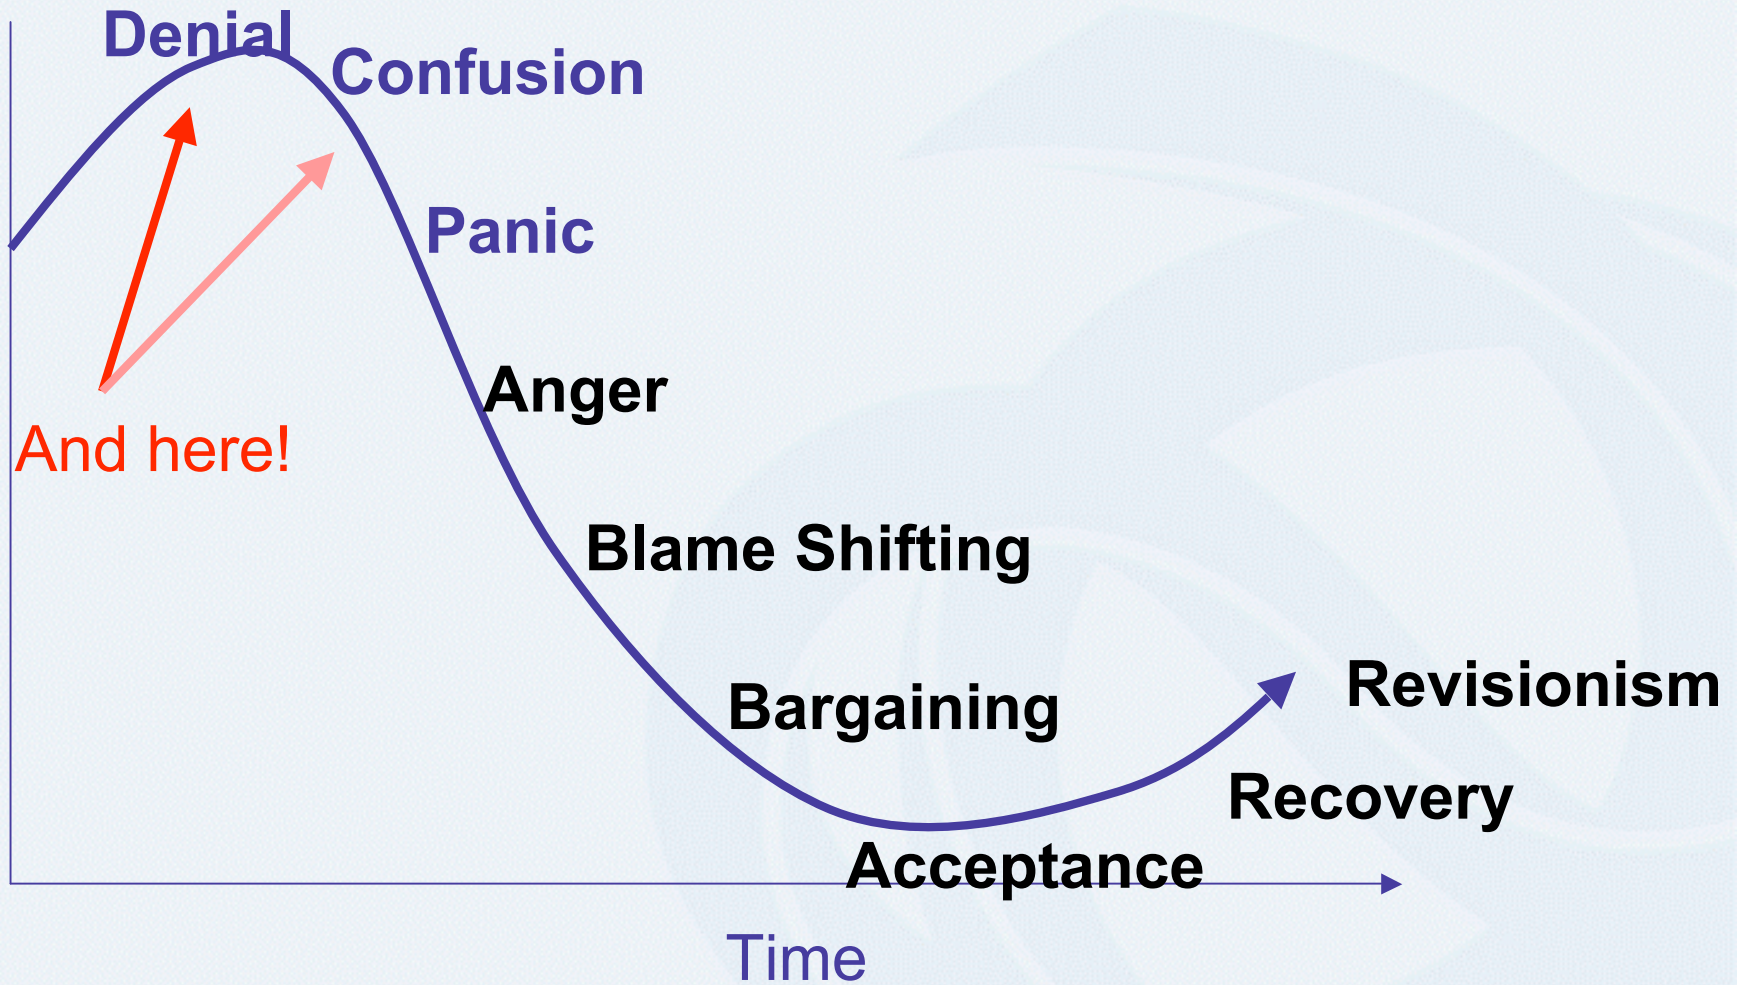 Denial
Confusion
Panic
Anger
And here!
Blame Shifting
Bargaining
Revisionism
Recovery
Acceptance
Time